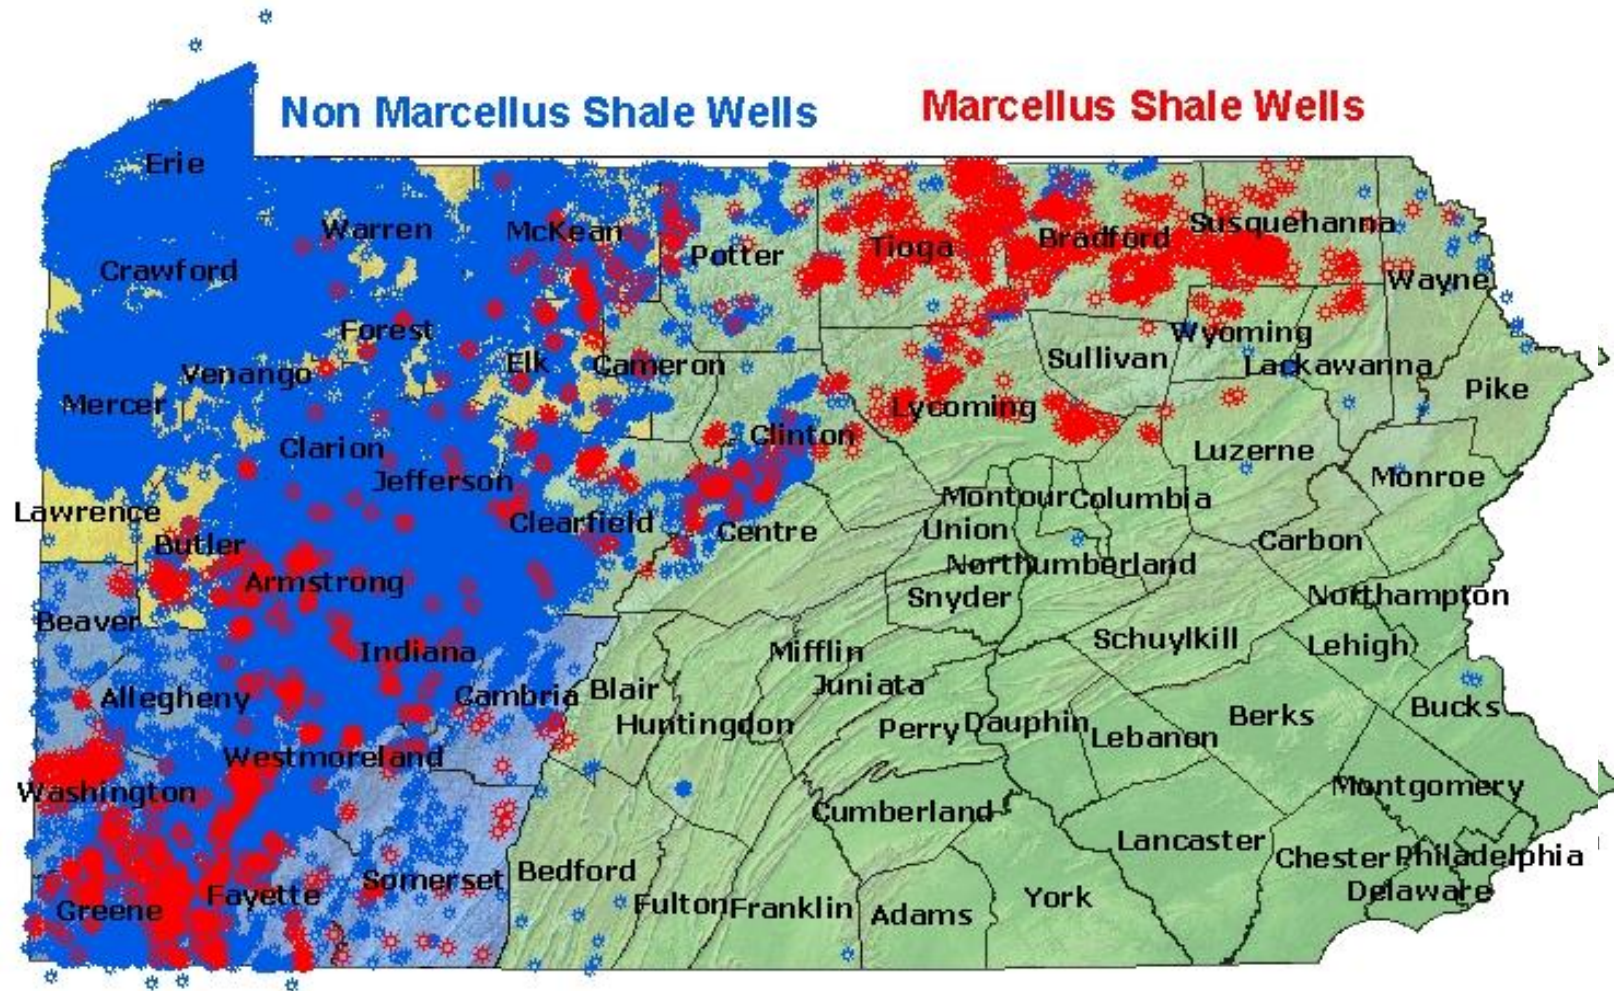 Non Marcellus Shale Wells
Marcellus Shale Wells
Erie
Warren
McKean
Potter
Tioga
Bradford
Susquehanna
Wayne
Crawford
Forest
Elk
Cameron
Sullivan
Wyoming
Lackawanna
Pike
Venango
Mercer
Lycoming
Clinton
Clarion
Jefferson
Luzerne
Monroe
Lawrence
Clearfield
Centre
Montour
Columbia
Union
Butler
Carbon
Northumberland
Armstrong
Snyder
Northampton
Beaver
Indiana
Mifflin
Schuylkill
Lehigh
Allegheny
Cambria
Blair
Juniata
Huntingdon
Perry
Dauphin
Lebanon
Berks
Bucks
Westmoreland
Washington
Cumberland
Montgomery
Lancaster
Chester
Philadelphia
Bedford
Somerset
Fayette
Greene
Fulton
Franklin
Adams
York
Delaware